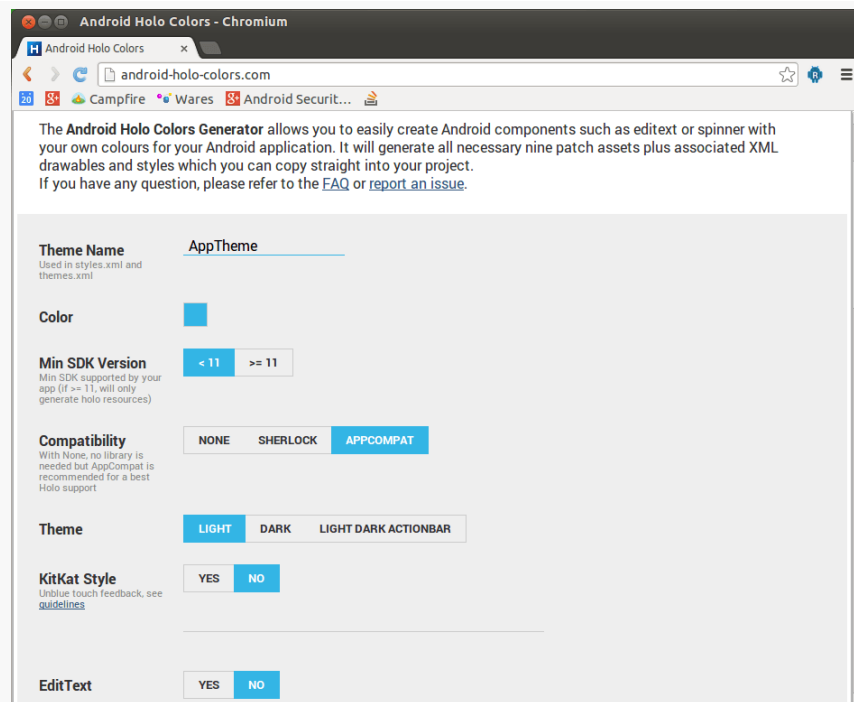 Android Holo Colors - Chromium
Android Holo Colors
android-holo-colors.com
20 Campfire Wares Android Securit...
The Android Holo Colors Generator allows you to easily create Android components such as editext or spinner with
your own colours for your Android application. It will generate all necessary nine patch assets plus associated XML
drawables and styles which you can copy straight into your project.
If you have any question, please refer to the FAQ or report an issue.
Theme Name
AppTheme
Used in styles.xml and
themes.xml
Color
Min SDK Version
< 11 >= 11
Min SDK supported by your
app (if >= 11, will only
generate holo resources)
Compatibility
NONE SHERLOCK APPCOMPAT
With None, no library is
needed but AppCompat is
recommended for a best
Holo support
Theme
LIGHT DARK LIGHT DARK ACTIONBAR
KitKat Style
YES NO
Unblue touch feedback, see
guidelines
EditText
YES NO